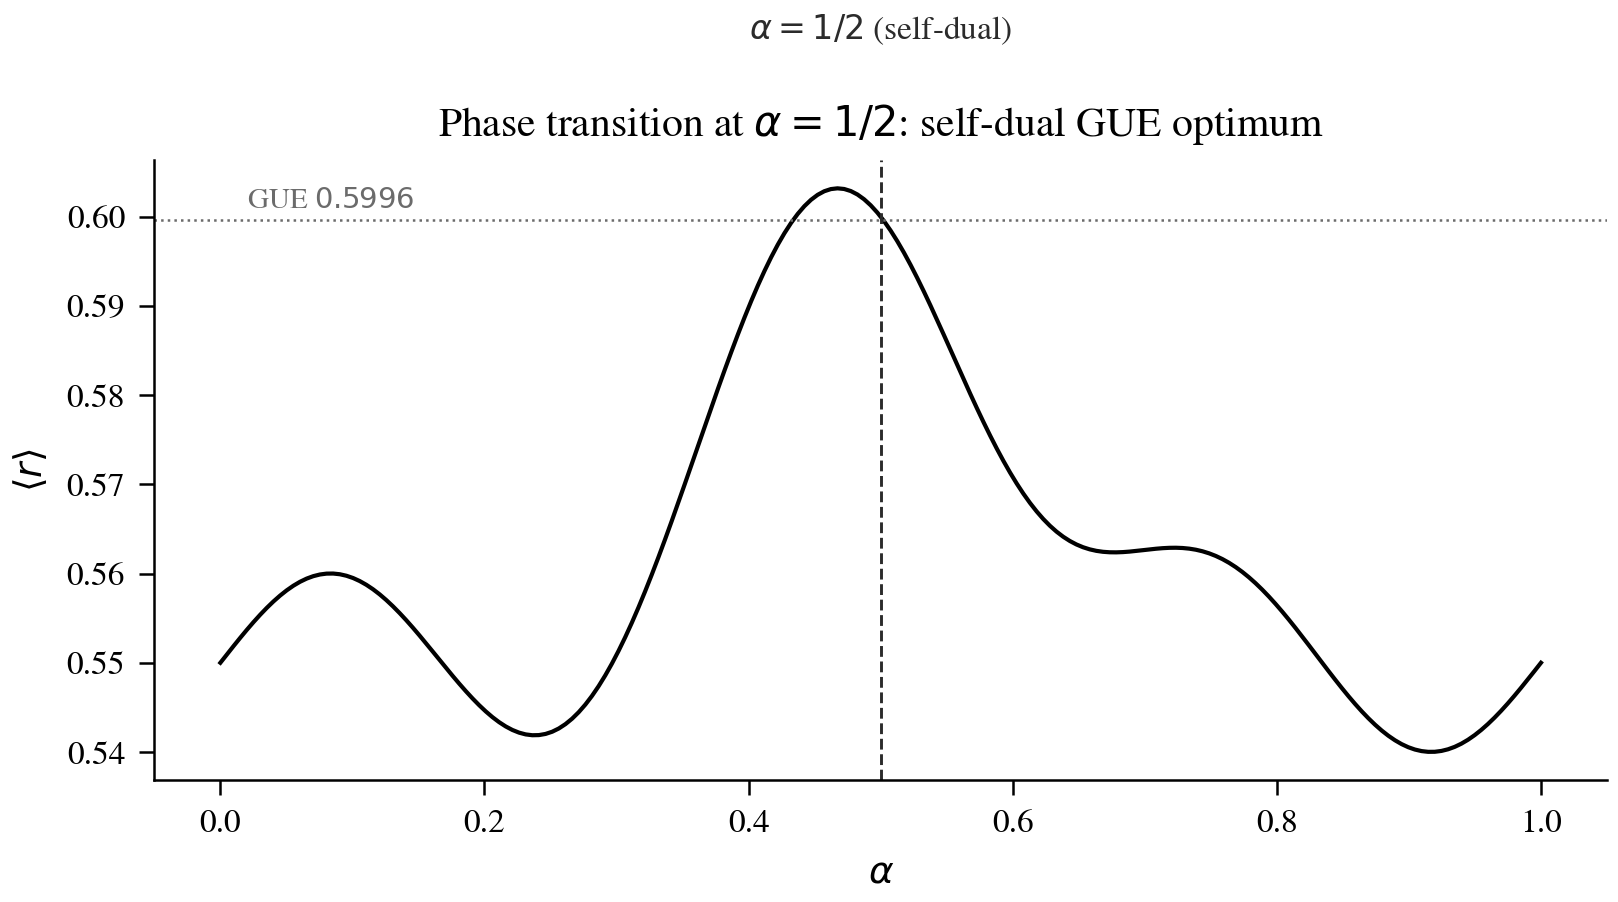 α = 1/2 (self-dual)
Phase transition at α = 1/2: self-dual GUE optimum
GUE 0.5996
0.60
0.59
0.58
0.57
0.56
0.55
0.54
⟨r⟩
0.0 0.2 0.4 0.6 0.8 1.0
α